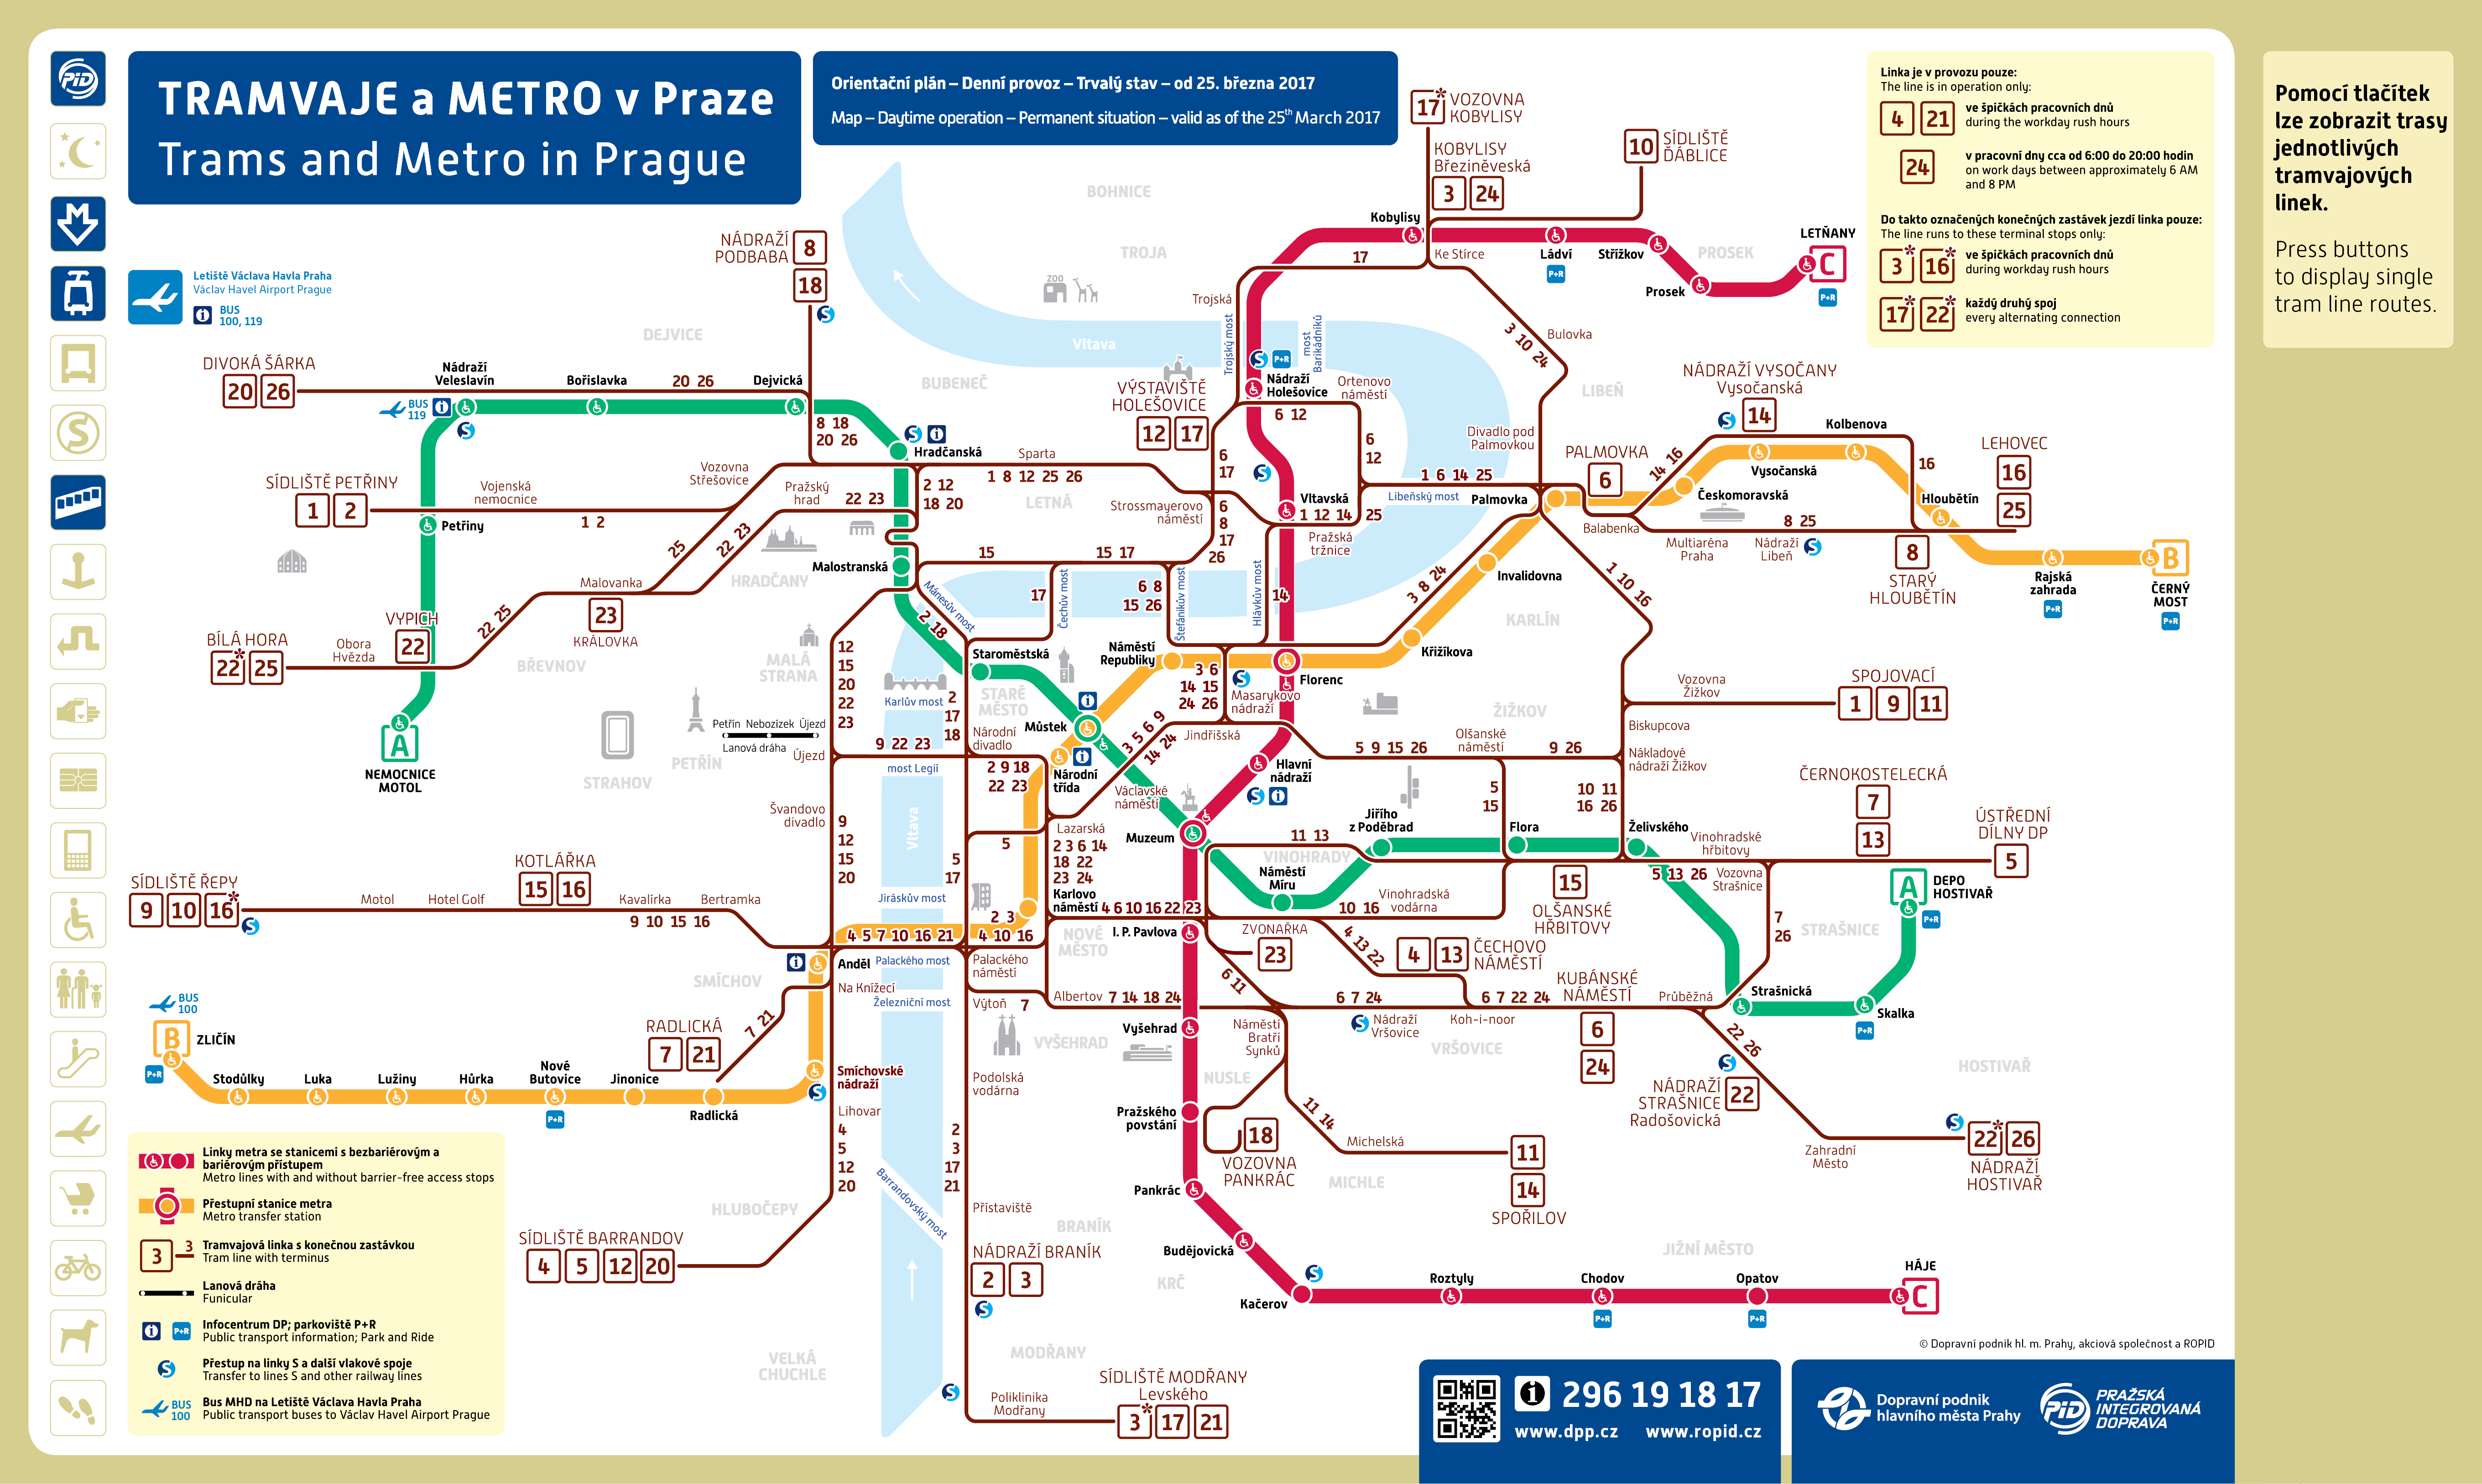 TRAMVAJE a METRO v Praze
Trams and Metro in Prague
Orientační plán – Denní provoz – Trvalý stav – od 25. března 2017
Map – Daytime operation – Permanent situation – valid as of the 25th March 2017
Linka je v provozu pouze:
The line is in operation only:
4 21
ve špičkách pracovních dnů
during the workday rush hours
24
v pracovní dny cca od 6:00 do 20:00 hodin
on work days between approximately 6 AM
and 8 PM
Do takto označených konečných zastávek jezdí linka pouze:
The line runs to these terminal stops only:
3* 16*
ve špičkách pracovních dnů
during workday rush hours
17* 22*
každý druhý spoj
every alternating connection
Pomocí tlačítek
lze zobrazit trasy
jednotlivých
tramvajových
linek.
Press buttons
to display single
tram line routes.
PiD
M
S
Letiště Václava Havla Praha
Václav Havel Airport Prague
BUS
100, 119
17* VOZOVNA
KOBYLISY
KOBYLISY
Březiněveská
3 24
10 SÍDLIŠTĚ
ĎÁBLICE
BOHNICE
TROJA
ZOO
Kobylisy
Ke Stírce
17
Ládví
P+R
Střížkov
PROSEK
Prosek
LETŇANY
C
P+R
NÁDRAŽÍ
PODBABA
8
18
S
DEJVICE
BUBENEČ
Vltava
Trojská
Trojský most
most
Barikádníků
3 10 24
Bulovka
LIBEŇ
DIVOKÁ ŠÁRKA
20 26
Nádraží
Veleslavín
BUS
119
S
Bořislavka
20 26
Dejvická
8 18
20 26
Hradčanská
S
VÝSTAVIŠTĚ
HOLEŠOVICE
12 17
S P+R
Nádraží
Holešovice
Ortenovo
náměstí
6 12
6
12
6
17
S
Divadlo pod
Palmovkou
PALMOVKA
6
14 16
NÁDRAŽÍ VYSOČANY
Vysočanská
S 14
Kolbenova
Vysočanská
Českomoravská
16
Hloubětín
LEHOVEC
16
25
SÍDLIŠTĚ PETŘINY
1 2
Vojenská
nemocnice
1 2
Petřiny
Vozovna
Střešovice
Pražský
hrad
22 23
2 12
18 20
Sparta
1 8 12 25 26
LETNÁ
Strossmayerovo
náměstí
6
8
17
26
Vltavská
1 12 14
25
Pražská
tržnice
1 6 14 25
Libeňský most
Palmovka
Balabenka
8 25
Multiaréna
Praha
Nádraží
Libeň
S
8
STARÝ
HLOUBĚTÍN
Rajská
zahrada
P+R
B
ČERNÝ
MOST
P+R
25
22 23
HRADČANY
Malostranská
15
15 17
17
Čechův most
6 8
15 26
Štefánikův most
Hlávkův most
14
3 8 24
Invalidovna
KARLÍN
1 10 16
Malovanka
23
KRÁLOVKA
VYPICH
22
22 25
BÍLÁ HORA
22* 25
Obora
Hvězda
BŘEVNOV
MALÁ
STRANA
12
15
20
22
23
Mánesův most
2 18
Staroměstská
STARÉ
MĚSTO
Karlův most
2
17
18
Náměstí
Republiky
3 6
14 15
24 26
S
Masarykovo
nádraží
Florenc
Křižíkova
ŽIŽKOV
Vozovna
Žižkov
SPOJOVACÍ
1 9 11
Biskupcova
Nákladové
nádraží Žižkov
A
NEMOCNICE
MOTOL
STRAHOV
PETŘÍN
Petřín Nebozízek Újezd
Lanová dráha
Újezd
9 22 23
most Legií
Národní
divadlo
2 9 18
22 23
Můstek
Národní
třída
3 5 6 9
14 24
Jindřišská
Václavské
náměstí
Hlavní
nádraží
S
5 9 15 26
Olšanské
náměstí
9 26
5
15
10 11
16 26
ČERNOKOSTELECKÁ
7
13
ÚSTŘEDNÍ
DÍLNY DP
5
Švandovo
divadlo
9
12
15
20
Vltava
5
17
Jiráskův most
5
Lazarská
2 3 6 14
18 22
23 24
Karlovo
náměstí
4 6 10 16 22 23
Muzeum
11 13
VINOHRADY
Jiřího
z Poděbrad
Flora
Želivského
Vinohradské
hřbitovy
Náměstí
Míru
Vinohradská
vodárna
10 16
15
OLŠANSKÉ
HŘBITOVY
5 13 26
Vozovna
Strašnice
7
26
STRAŠNICE
A
DEPO
HOSTIVAŘ
P+R
SÍDLIŠTĚ ŘEPY
9 10 16*
S
Motol
Hotel Golf
KOTLÁŘKA
15 16
Kavalírka
Bertramka
9 10 15 16
4 5 7 10 16 21
2 3
4 10 16
Anděl
Palackého most
Palackého
náměstí
NOVÉ
MĚSTO
I. P. Pavlova
ZVONAŘKA
23
4 13 22
4 13
ČECHOVO
NÁMĚSTÍ
6 11
KUBÁNSKÉ
NÁMĚSTÍ
6
24
Průběžná
Strašnická
Skalka
P+R
SMÍCHOV
Na Knížecí
Železniční most
Výtoň
7
Albertov
7 14 18 24
VYŠEHRAD
Vyšehrad
Náměstí
Bratří
Synků
NUSLE
6 7 24
S
Nádraží
Vršovice
6 7 22 24
Koh-i-noor
VRŠOVICE
22 26
S
NÁDRAŽÍ
STRAŠNICE
Radošovická
22
HOSTIVAŘ
BUS
100
B
ZLIČÍN
P+R
Stodůlky
Luka
Lužiny
Hůrka
Nové
Butovice
P+R
Jinonice
Radlická
RADLICKÁ
7 21
7 21
Smíchovské
nádraží
S
Lihovar
4
5
12
20
Podolská
vodárna
2
3
17
21
Barrandovský most
Pražského
povstání
18
VOZOVNA
PANKRÁC
11 14
Michelská
MICHLE
11
14
SPOŘILOV
Zahradní
Město
S
22* 26
NÁDRAŽÍ
HOSTIVAŘ
HLUBOČEPY
SÍDLIŠTĚ BARRANDOV
4 5 12 20
Přístaviště
BRANÍK
NÁDRAŽÍ BRANÍK
2 3
S
KRČ
Pankrác
Budějovická
Kačerov
S
Roztyly
Chodov
P+R
Opatov
P+R
JIŽNÍ MĚSTO
HÁJE
C
VELKÁ
CHUCHLE
MODŘANY
S
Poliklinika
Modřany
SÍDLIŠTĚ MODŘANY
Levského
3* 17 21
Linky metra se stanicemi s bezbariérovým a
bariérovým přístupem
Metro lines with and without barrier-free access stops
Přestupní stanice metra
Metro transfer station
3 3
Tramvajová linka s konečnou zastávkou
Tram line with terminus
Lanová dráha
Funicular
P+R
Infocentrum DP; parkoviště P+R
Public transport information; Park and Ride
S
Přestup na linky S a další vlakové spoje
Transfer to lines S and other railway lines
BUS
100
Bus MHD na Letiště Václava Havla Praha
Public transport buses to Václav Havel Airport Prague
© Dopravní podnik hl. m. Prahy, akciová společnost a ROPID
296 19 18 17
www.dpp.cz www.ropid.cz
Dopravní podnik
hlavního města Prahy
PiD
PRAŽSKÁ
INTEGROVANÁ
DOPRAVA